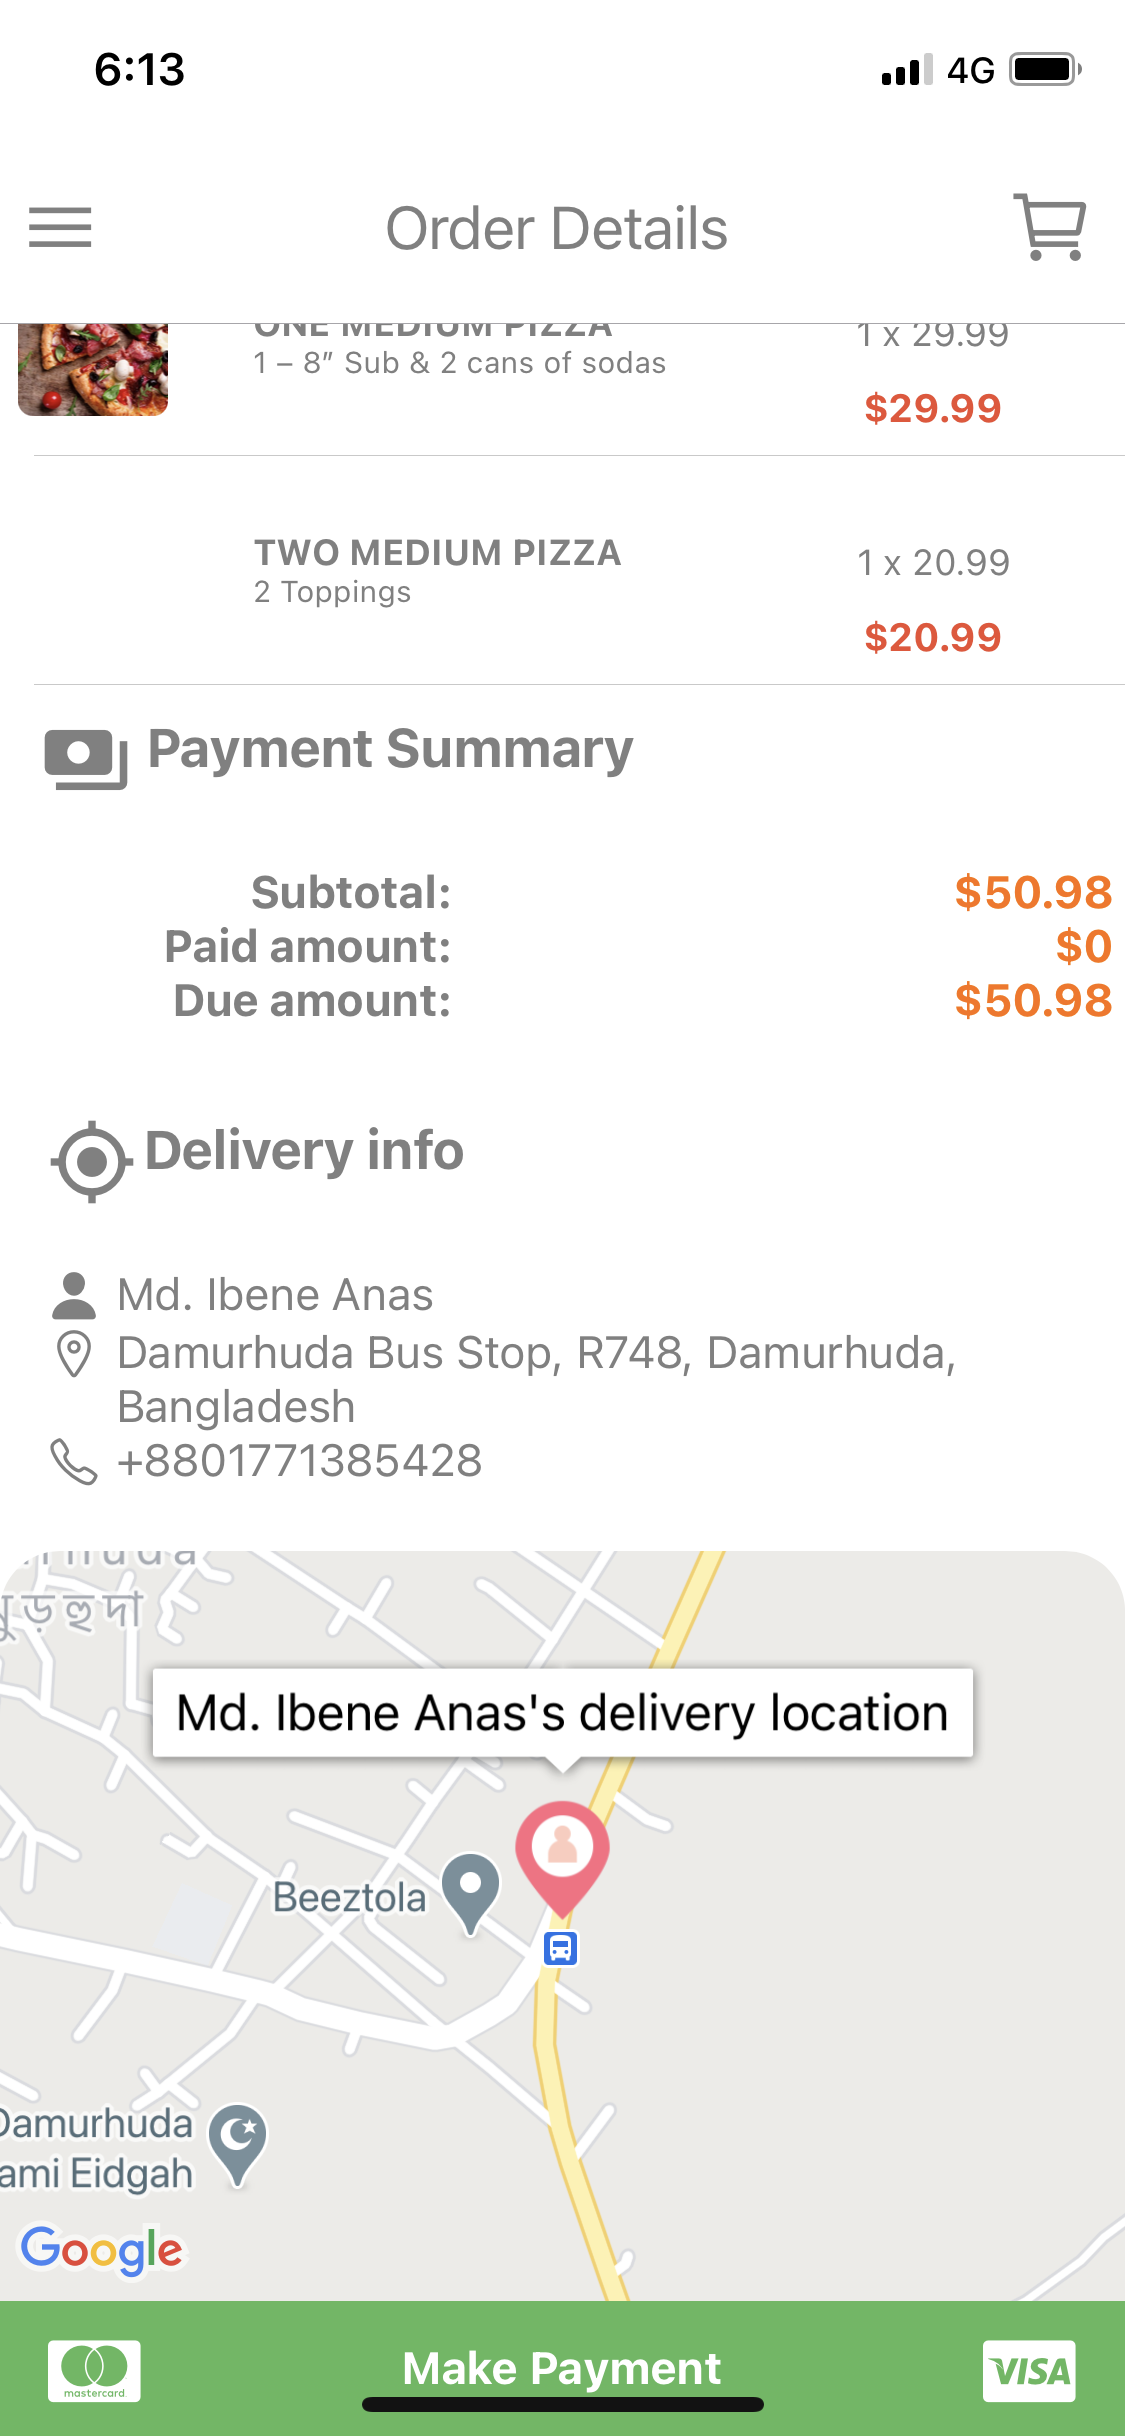 6:13
4G
Order Details
ONE MEDIUM PIZZA
1 x 29.99
1 – 8” Sub & 2 cans of sodas
$29.99
TWO MEDIUM PIZZA
1 x 20.99
2 Toppings
$20.99
Payment Summary
Subtotal: $50.98
Paid amount: $0
Due amount: $50.98
Delivery info
Md. Ibene Anas
Damurhuda Bus Stop, R748, Damurhuda,
Bangladesh
+8801771385428
মুড়হুদা
Md. Ibene Anas's delivery location
Beeztola
Damurhuda
ami Eidgah
Google
mastercard
Make Payment
VISA